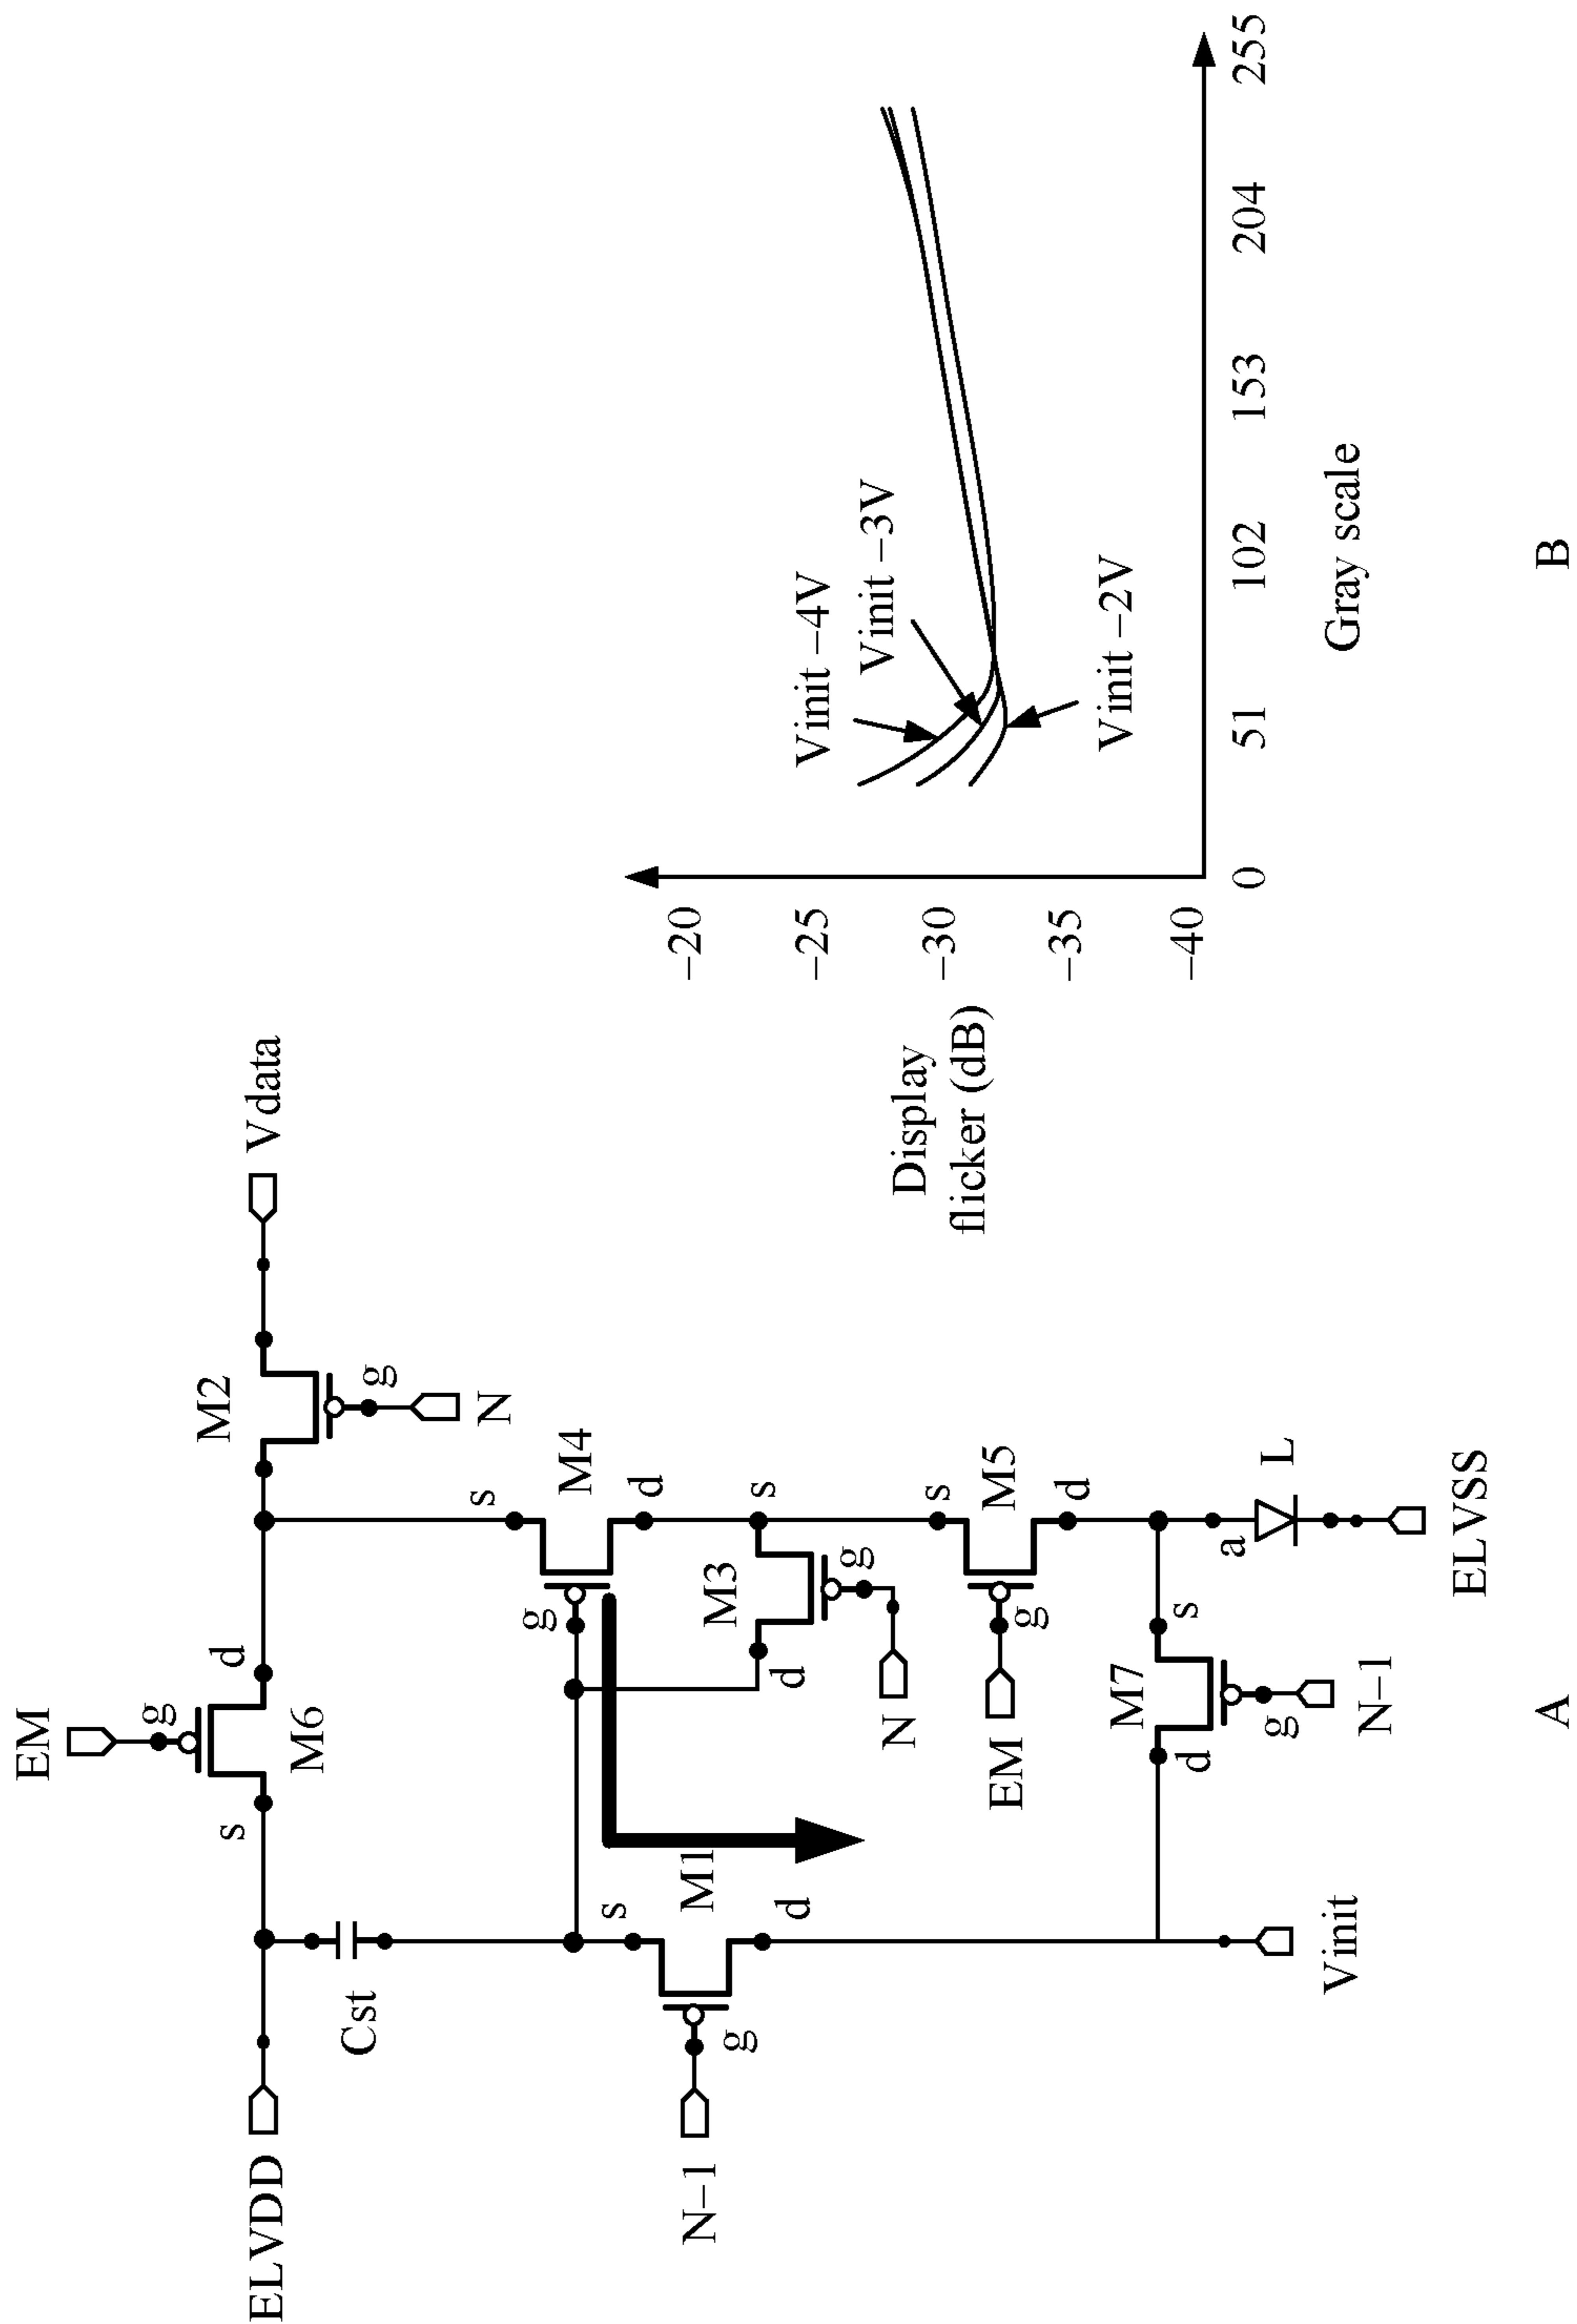 EM
g
ELVDD
s
d
M6
M2
Vdata
g
N
Cst
s
M4
g
d
s
M3
g
d
N
N−1
g
s
M1
d
EM
g
s
M5
d
M7
s
d
g
N−1
a
L
Vinit
ELVSS
A
Display
flicker (dB)
−20
−25
−30
−35
−40
Vinit −4V
Vinit −3V
Vinit −2V
0
51
102
153
204
255
Gray scale
B